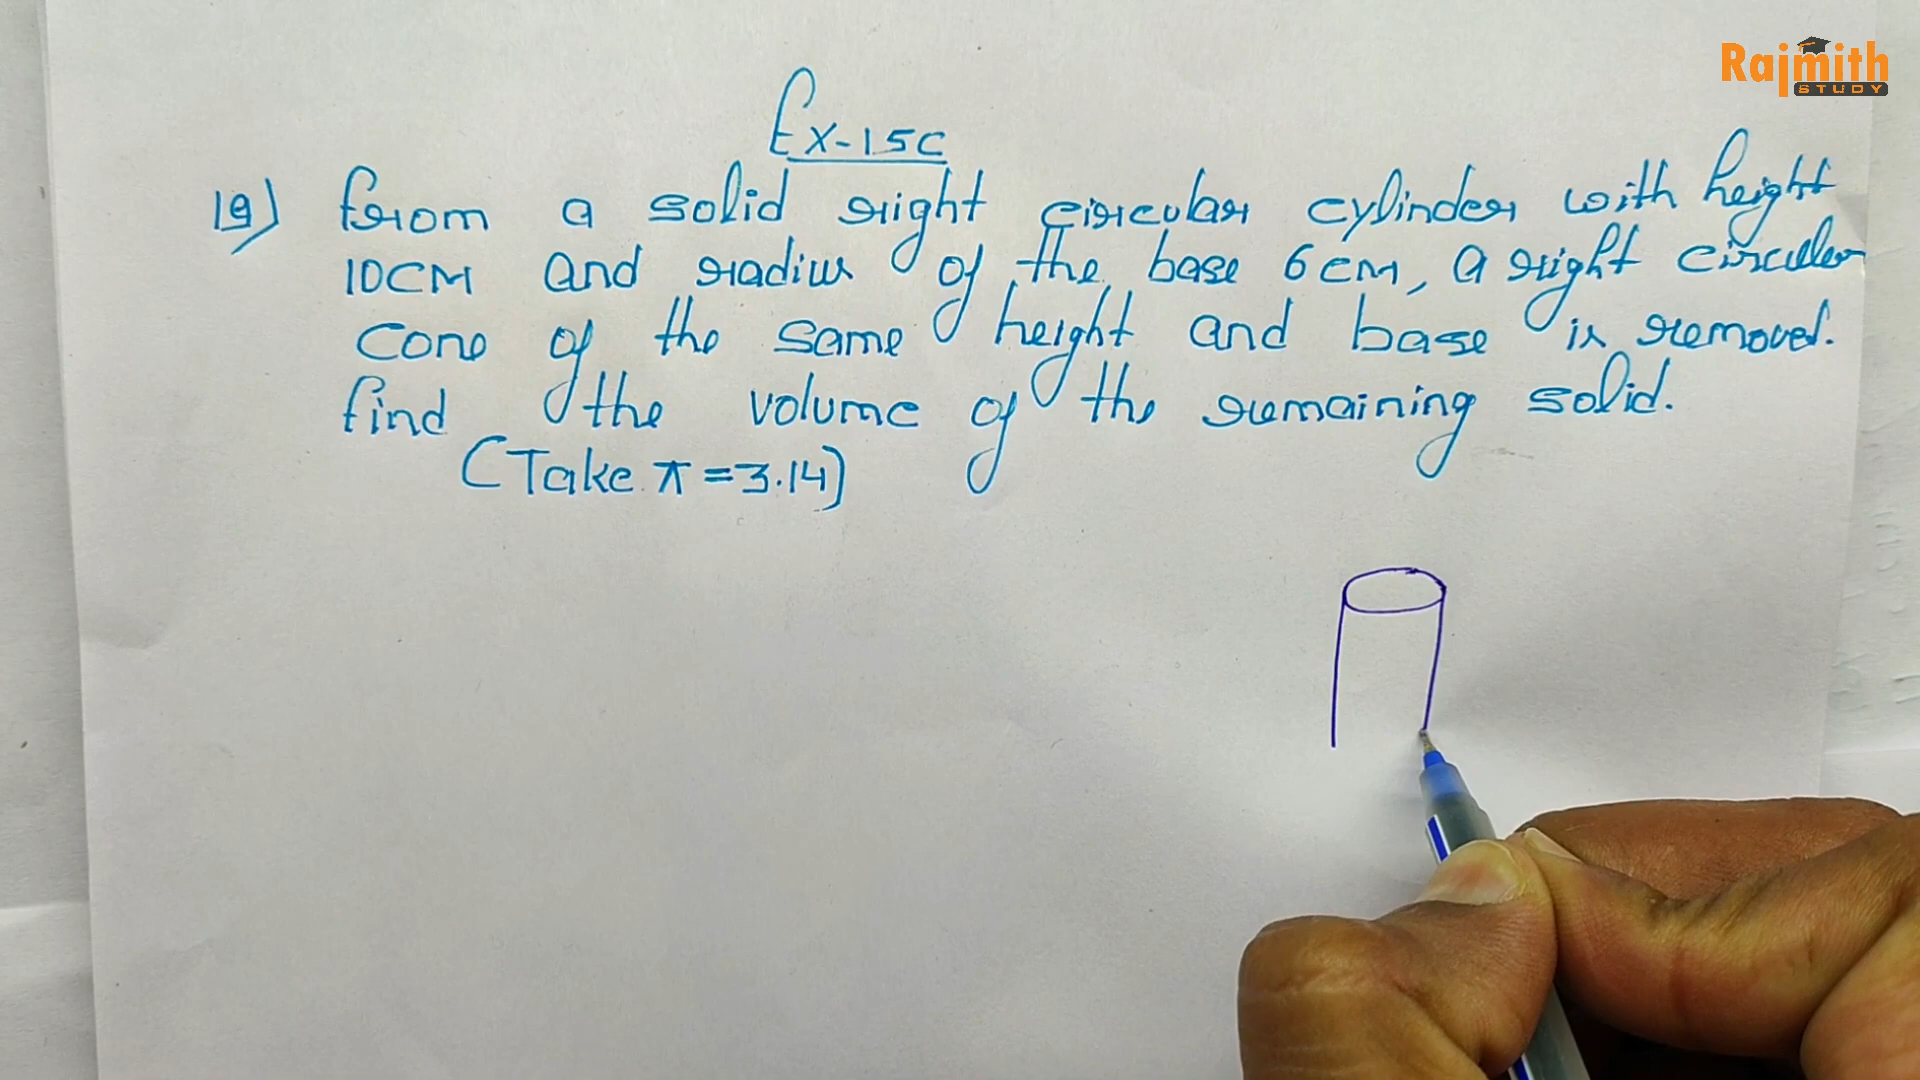 Rajmith
STUDY
Ex-15C
19) from a solid right circular cylinder with height
10CM and radius of the base 6cm, a right circular
cone of the same height and base is removed.
find the volume of the remaining solid.
(Take π=3.14)